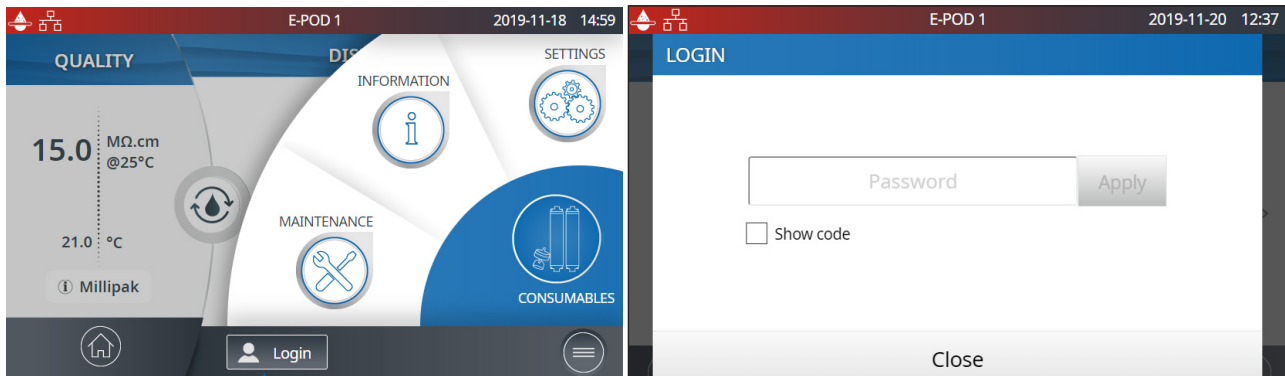 E-POD 1
2019-11-18 14:59
QUALITY
DIS
SETTINGS
INFORMATION
15.0 MΩ.cm
@25°C
MAINTENANCE
21.0 °C
Millipak
CONSUMABLES
Login
E-POD 1
2019-11-20 12:37
LOGIN
Password
Apply
Show code
Close